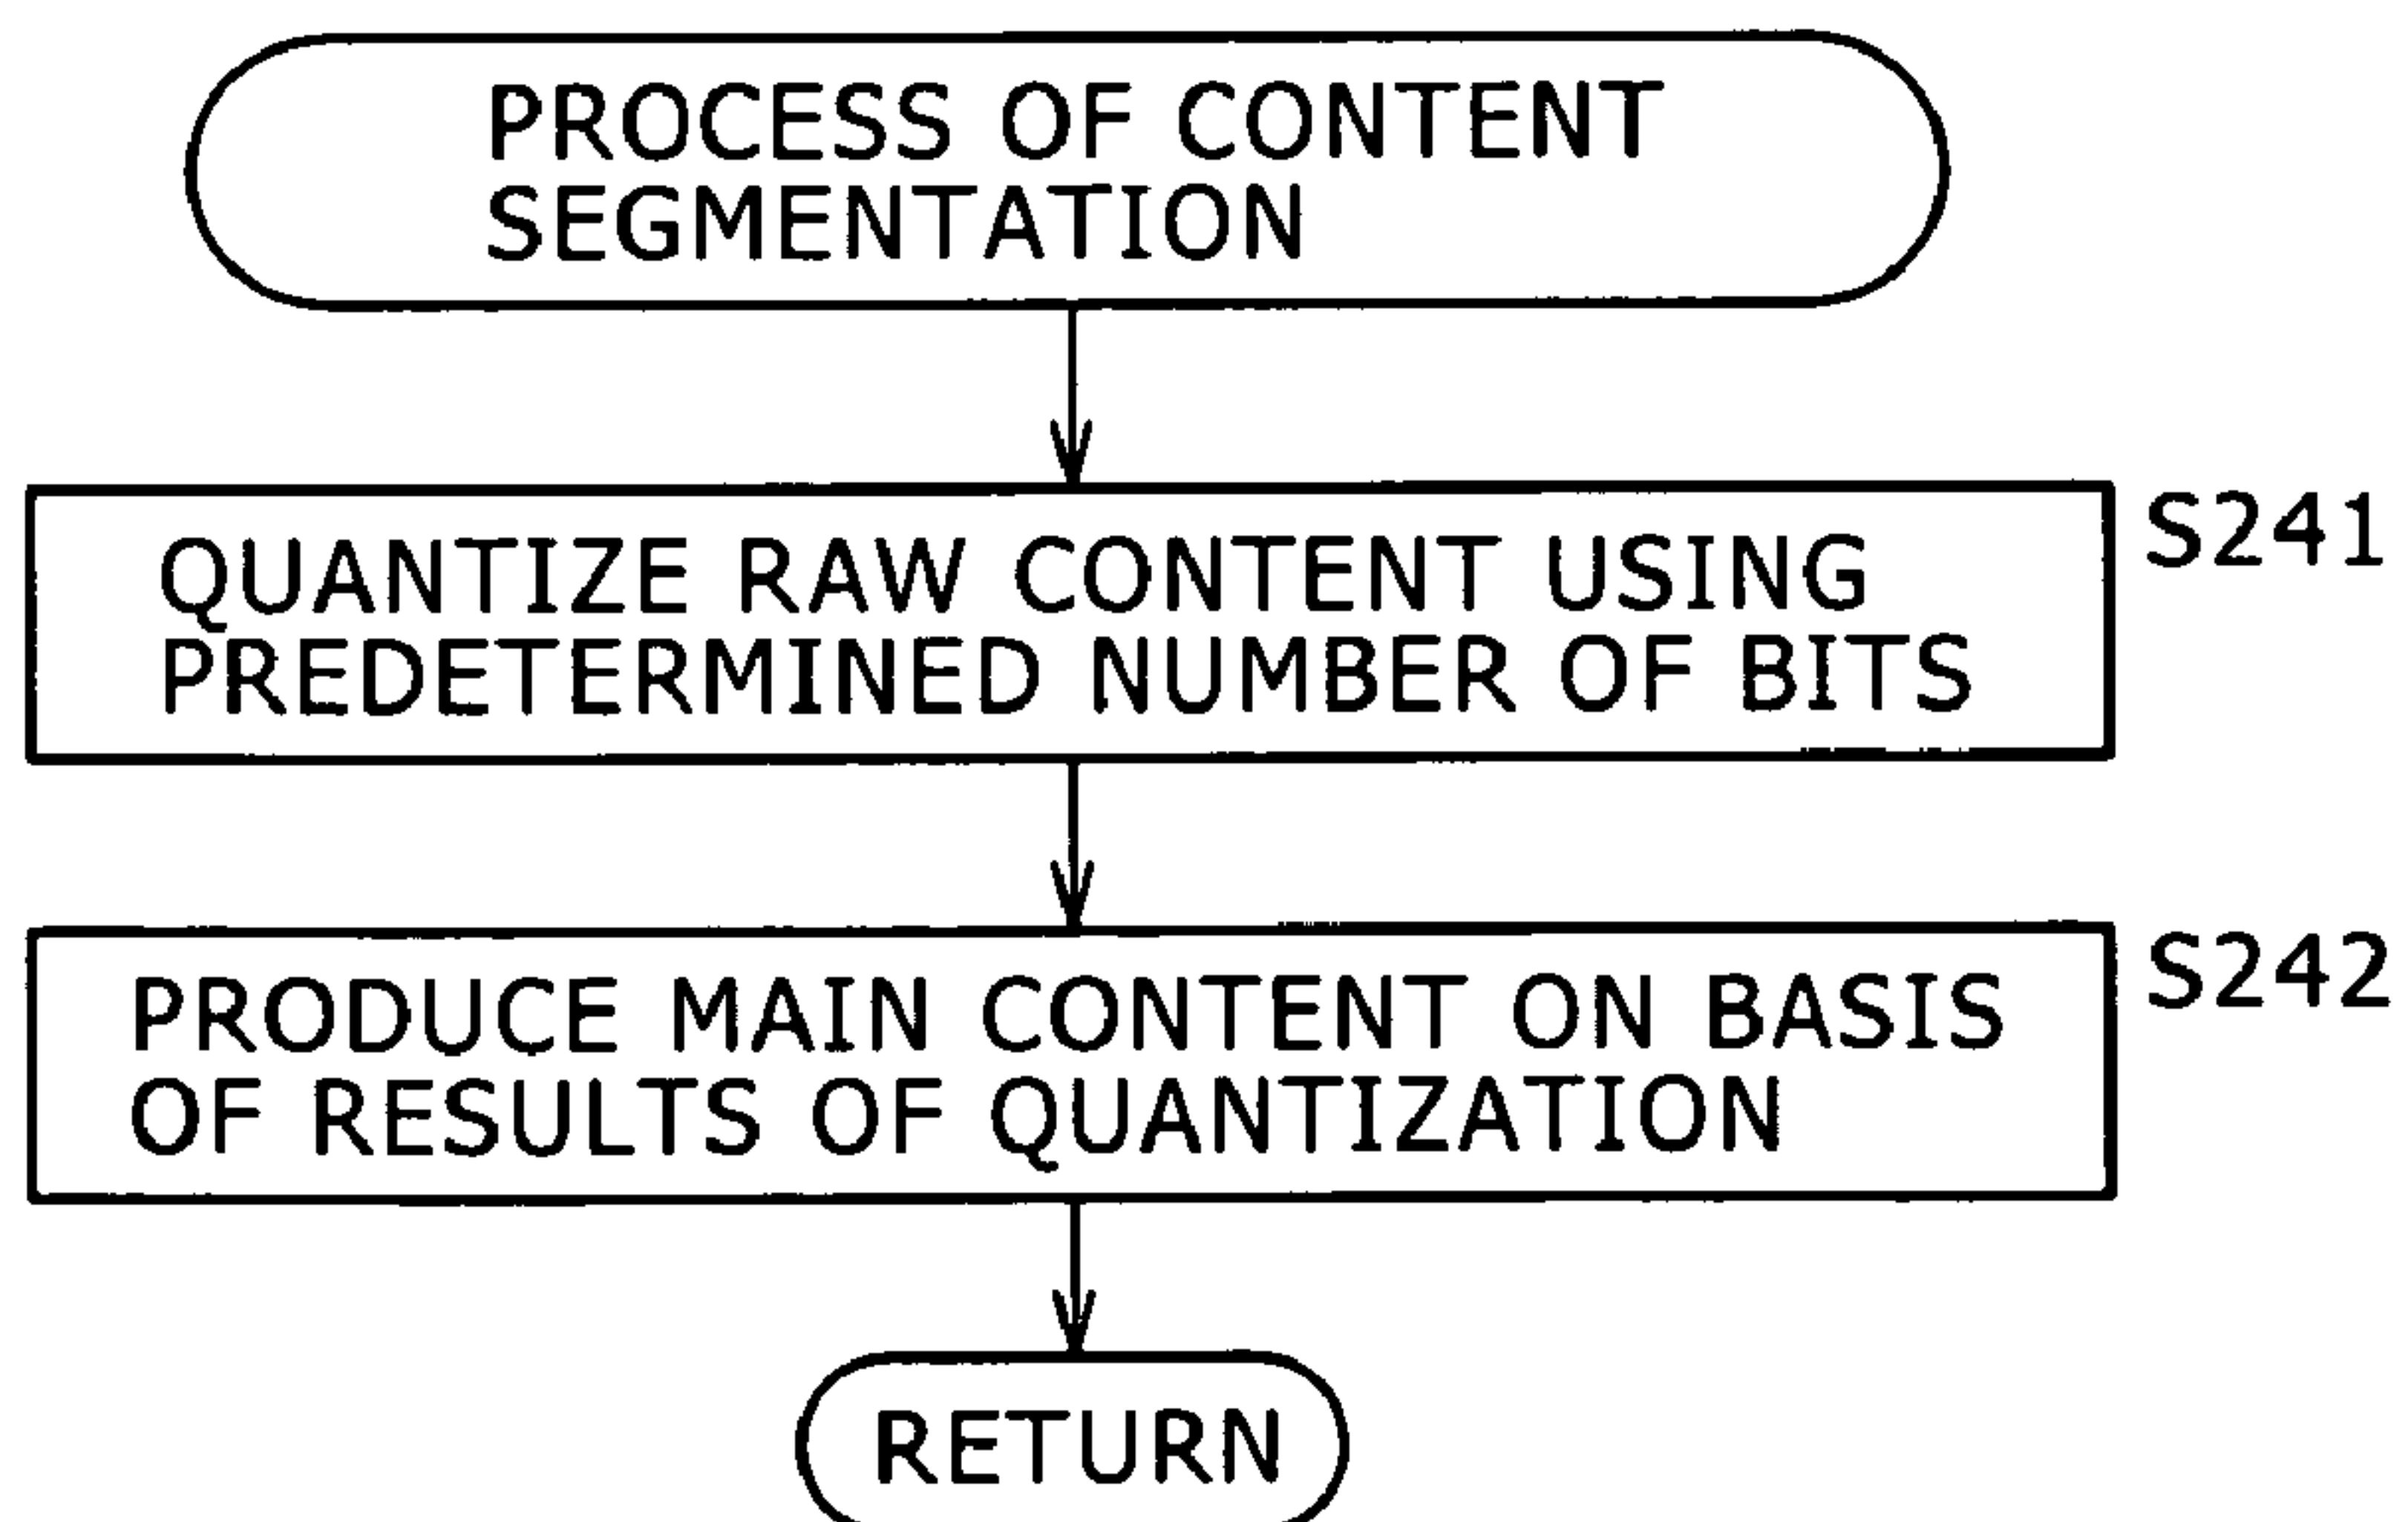 PROCESS OF CONTENT
SEGMENTATION
QUANTIZE RAW CONTENT USING
PREDETERMINED NUMBER OF BITS
S241
PRODUCE MAIN CONTENT ON BASIS
OF RESULTS OF QUANTIZATION
S242
RETURN